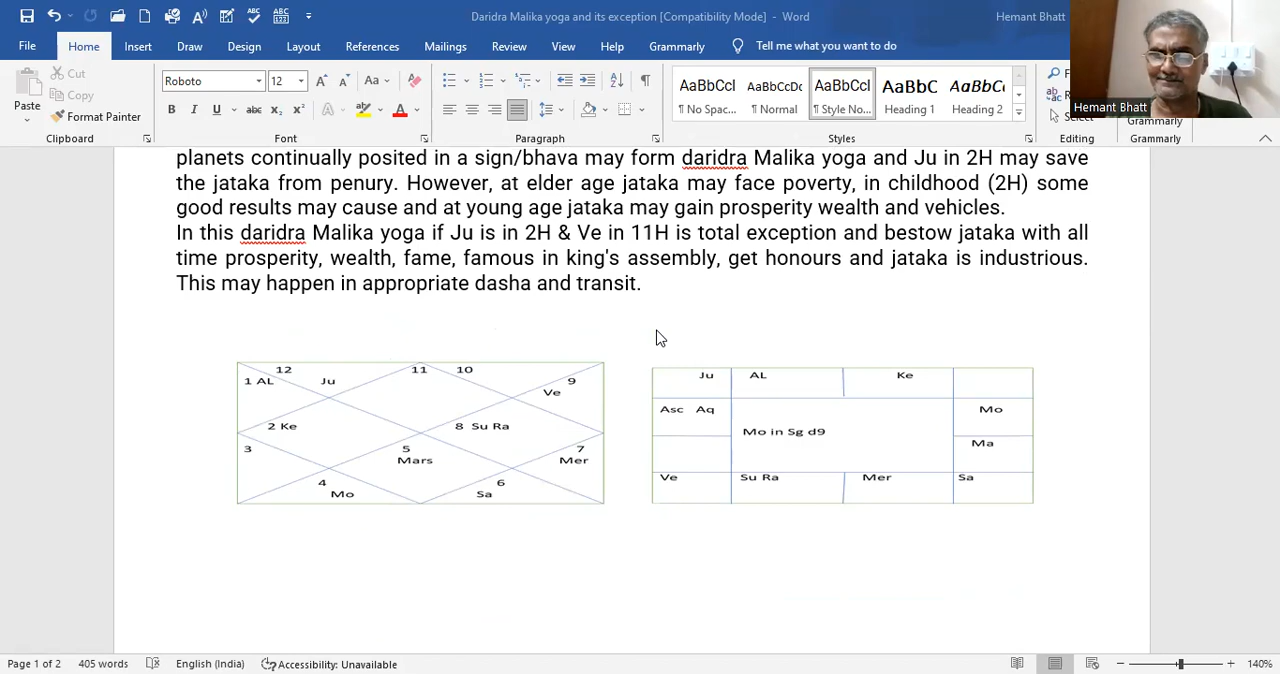 Daridra Malika yoga and its exception [Compatibility Mode] - Word
Hemant Bhatt
File Home Insert Draw Design Layout References Mailings Review View Help Grammarly Tell me what you want to do
Paste
Cut
Copy
Format Painter
Clipboard
Roboto 12
Font
Paragraph
AaBbCcI AaBbCcDc AaBbCcI AaBbC AaBbC
¶ No Spac... ¶ Normal ¶ Style No... Heading 1 Heading 2
Styles
Select
Editing
Grammarly
Grammarly
Hemant Bhatt
planets continually posited in a sign/bhava may form daridra Malika yoga and Ju in 2H may save
the jataka from penury. However, at elder age jataka may face poverty, in childhood (2H) some
good results may cause and at young age jataka may gain prosperity wealth and vehicles.
In this daridra Malika yoga if Ju is in 2H & Ve in 11H is total exception and bestow jataka with all
time prosperity, wealth, fame, famous in king's assembly, get honours and jataka is industrious.
This may happen in appropriate dasha and transit.
12 11 10
1 AL Ju 9
Ve
2 Ke 8 Su Ra
3 5 7
Mars Mer
4 6
Mo Sa
Ju AL Ke
Asc Aq Mo
Mo in Sg d9
Ma
Ve Su Ra Mer Sa
Page 1 of 2 405 words English (India) Accessibility: Unavailable 140%